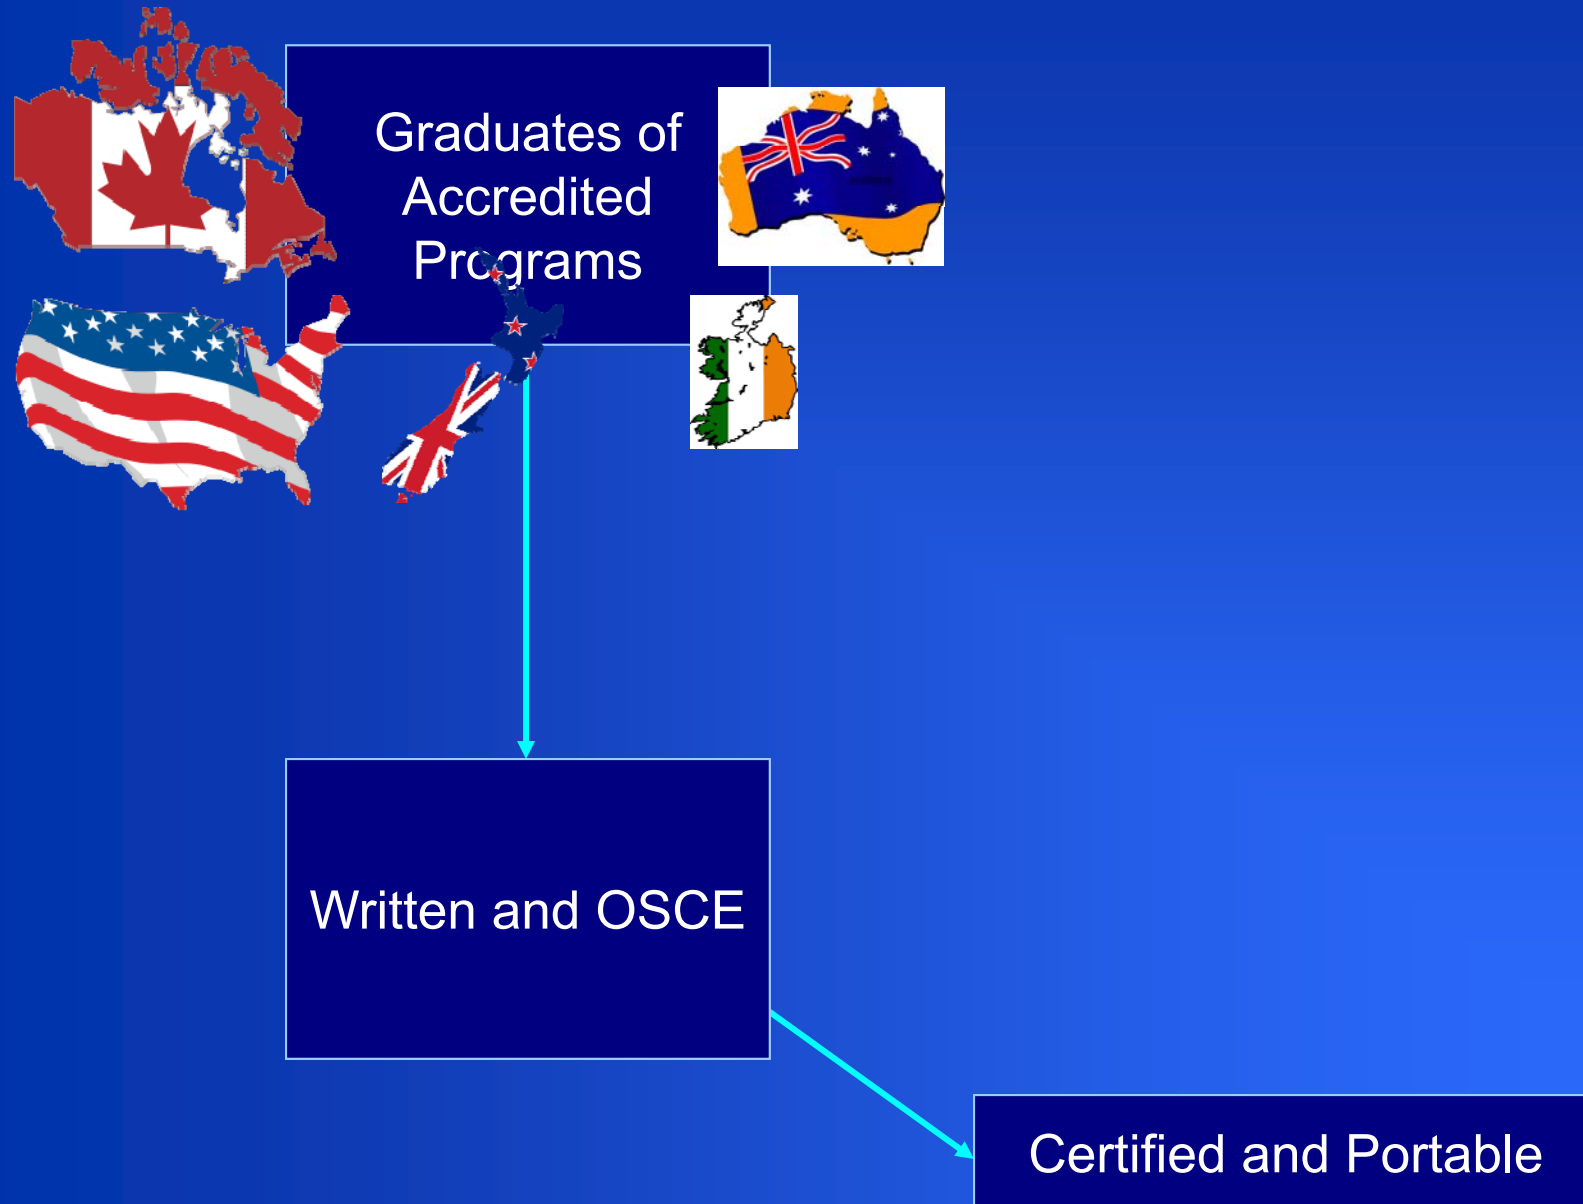 Graduates of
Accredited
Programs
Written and OSCE
Certified and Portable